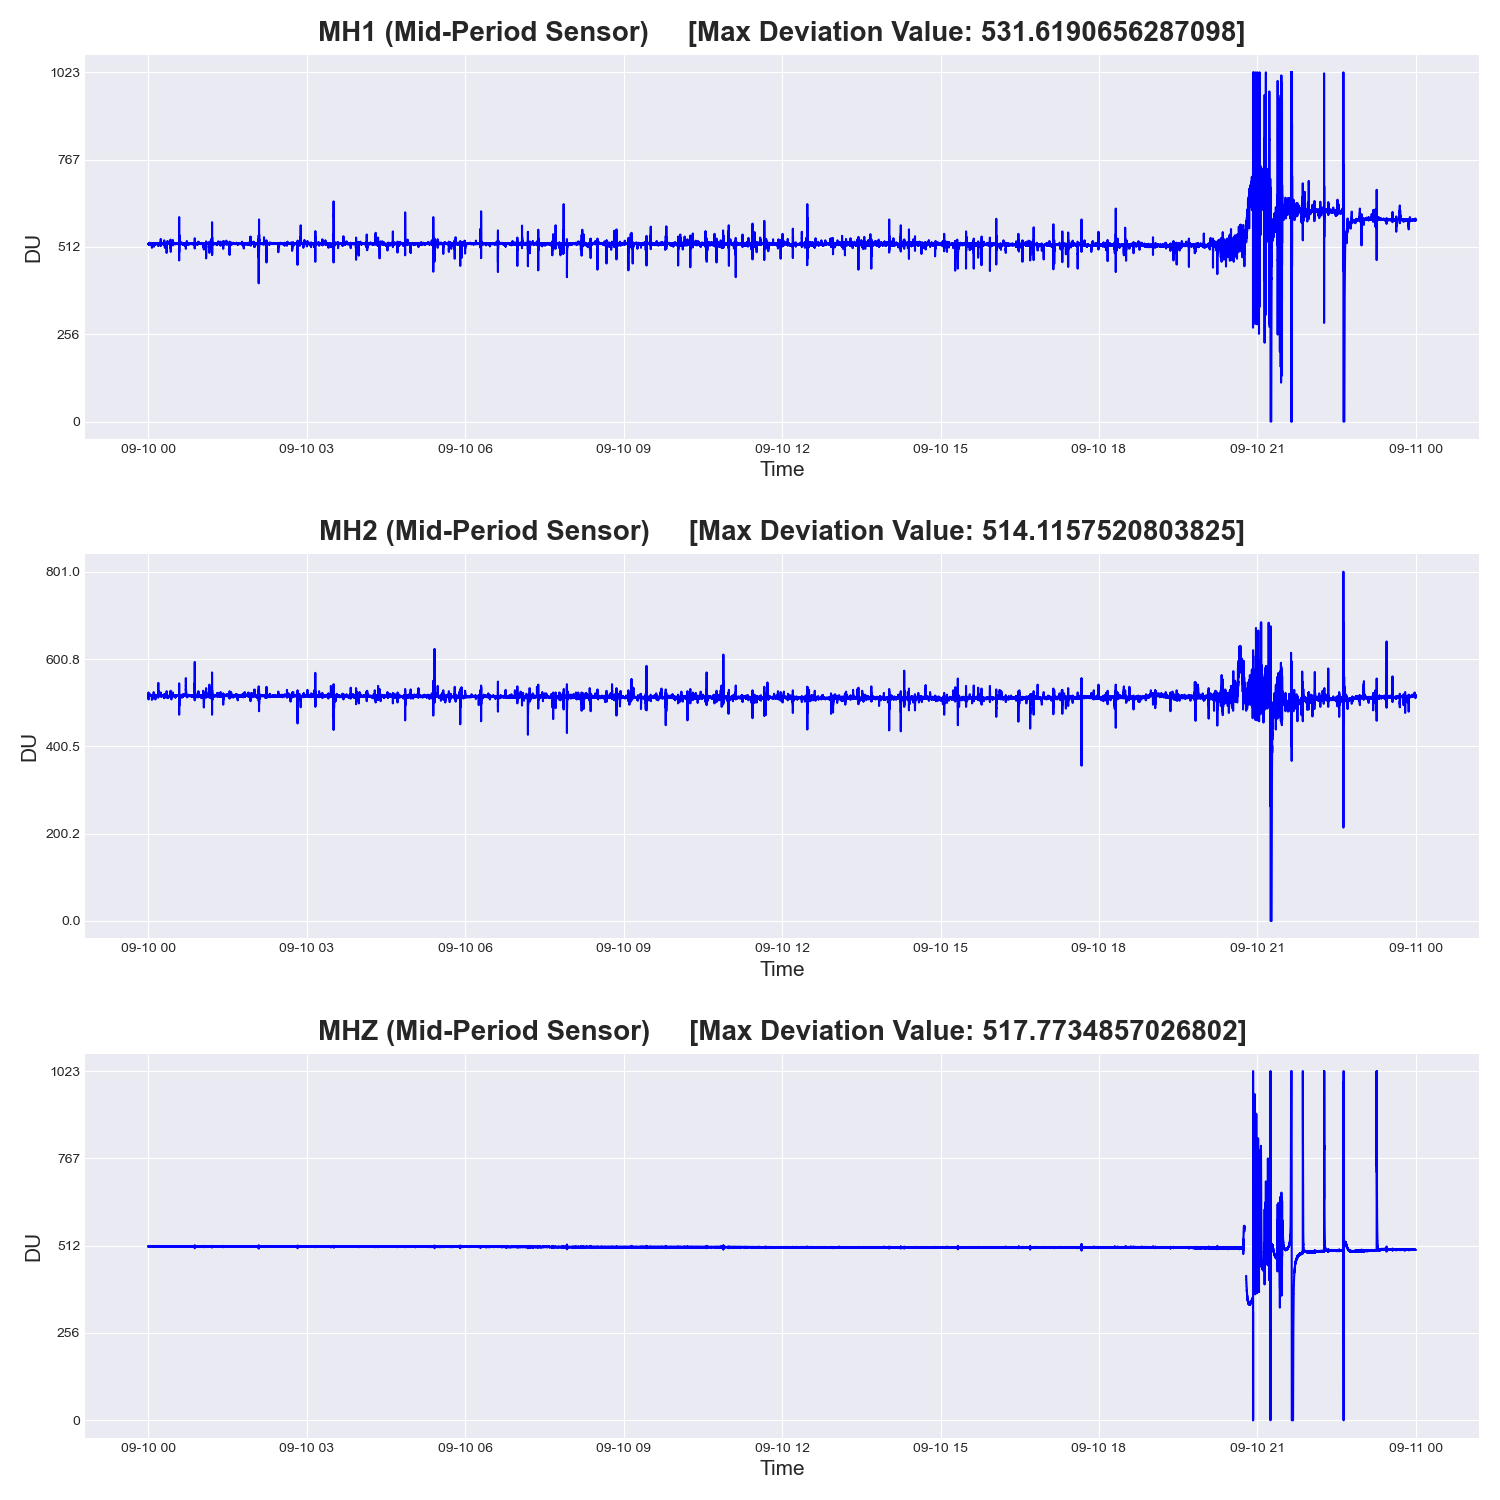 MH1 (Mid-Period Sensor) [Max Deviation Value: 531.6190656287098]
1023
767
512
256
0
DU
09-10 00 09-10 03 09-10 06 09-10 09 09-10 12 09-10 15 09-10 18 09-10 21 09-11 00
Time
MH2 (Mid-Period Sensor) [Max Deviation Value: 514.1157520803825]
801.0
600.8
400.5
200.2
0.0
DU
09-10 00 09-10 03 09-10 06 09-10 09 09-10 12 09-10 15 09-10 18 09-10 21 09-11 00
Time
MHZ (Mid-Period Sensor) [Max Deviation Value: 517.7734857026802]
1023
767
512
256
0
DU
09-10 00 09-10 03 09-10 06 09-10 09 09-10 12 09-10 15 09-10 18 09-10 21 09-11 00
Time